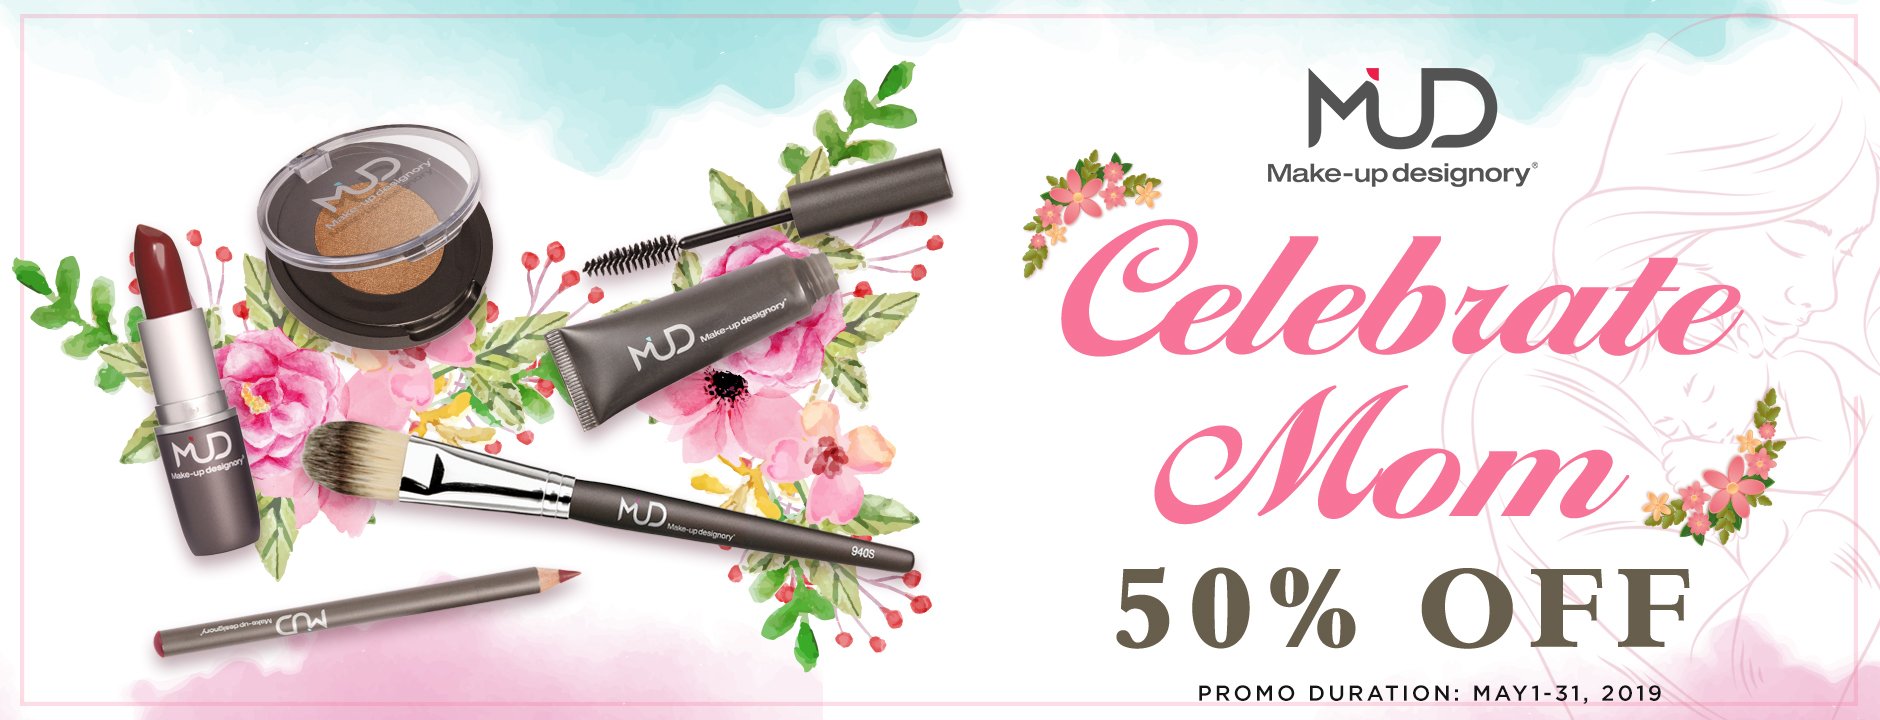 MUD
Make-up designory®
Celebrate
Mom
50% OFF
PROMO DURATION: MAY1-31, 2019
MUD
Make-up designory
MUD
Make-up designory®
MUD
Make-up designory®
MUD
Make-up designory®
940S
MUD
Make-up designory®